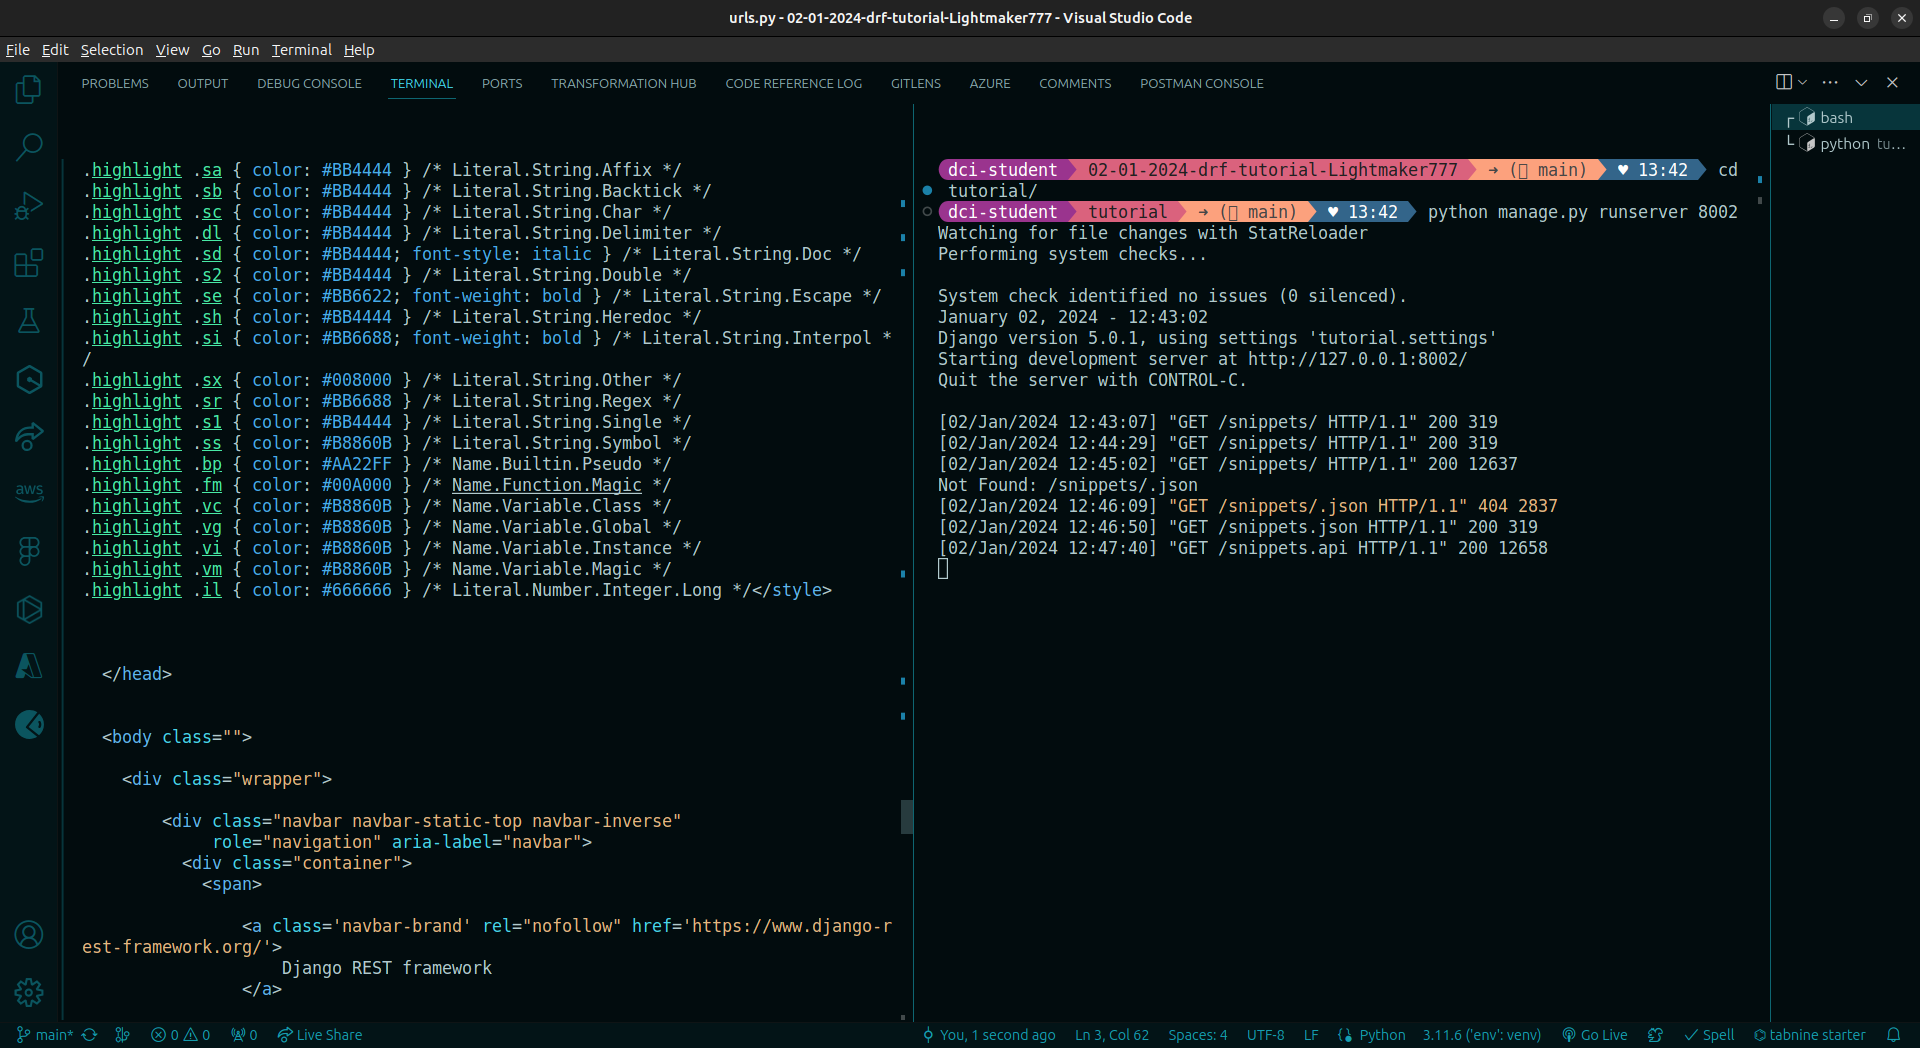 urls.py - 02-01-2024-drf-tutorial-Lightmaker777 - Visual Studio Code
File Edit Selection View Go Run Terminal Help
PROBLEMS OUTPUT DEBUG CONSOLE TERMINAL PORTS TRANSFORMATION HUB CODE REFERENCE LOG GITLENS AZURE COMMENTS POSTMAN CONSOLE
.highlight .sa { color: #BB4444 } /* Literal.String.Affix */
.highlight .sb { color: #BB4444 } /* Literal.String.Backtick */
.highlight .sc { color: #BB4444 } /* Literal.String.Char */
.highlight .dl { color: #BB4444 } /* Literal.String.Delimiter */
.highlight .sd { color: #BB4444; font-style: italic } /* Literal.String.Doc */
.highlight .s2 { color: #BB4444 } /* Literal.String.Double */
.highlight .se { color: #BB6622; font-weight: bold } /* Literal.String.Escape */
.highlight .sh { color: #BB4444 } /* Literal.String.Heredoc */
.highlight .si { color: #BB6688; font-weight: bold } /* Literal.String.Interpol *
/
.highlight .sx { color: #008000 } /* Literal.String.Other */
.highlight .sr { color: #BB6688 } /* Literal.String.Regex */
.highlight .s1 { color: #BB4444 } /* Literal.String.Single */
.highlight .ss { color: #B8860B } /* Literal.String.Symbol */
.highlight .bp { color: #AA22FF } /* Name.Builtin.Pseudo */
.highlight .fm { color: #00A000 } /* Name.Function.Magic */
.highlight .vc { color: #B8860B } /* Name.Variable.Class */
.highlight .vg { color: #B8860B } /* Name.Variable.Global */
.highlight .vi { color: #B8860B } /* Name.Variable.Instance */
.highlight .vm { color: #B8860B } /* Name.Variable.Magic */
.highlight .il { color: #666666 } /* Literal.Number.Integer.Long */</style>
</head>
<body class="">
<div class="wrapper">
<div class="navbar navbar-static-top navbar-inverse"
role="navigation" aria-label="navbar">
<div class="container">
<span>
<a class='navbar-brand' rel="nofollow" href='https://www.django-r
est-framework.org/'>
Django REST framework
</a>
dci-student 02-01-2024-drf-tutorial-Lightmaker777 → ( main) ♥ 13:42 cd
tutorial/
dci-student tutorial → ( main) ♥ 13:42 python manage.py runserver 8002
Watching for file changes with StatReloader
Performing system checks...
System check identified no issues (0 silenced).
January 02, 2024 - 12:43:02
Django version 5.0.1, using settings 'tutorial.settings'
Starting development server at http://127.0.0.1:8002/
Quit the server with CONTROL-C.
[02/Jan/2024 12:43:07] "GET /snippets/ HTTP/1.1" 200 319
[02/Jan/2024 12:44:29] "GET /snippets/ HTTP/1.1" 200 319
[02/Jan/2024 12:45:02] "GET /snippets/ HTTP/1.1" 200 12637
Not Found: /snippets/.json
[02/Jan/2024 12:46:09] "GET /snippets/.json HTTP/1.1" 404 2837
[02/Jan/2024 12:46:50] "GET /snippets.json HTTP/1.1" 200 319
[02/Jan/2024 12:47:40] "GET /snippets.api HTTP/1.1" 200 12658
bash
python tu...
aws
main* 0 0 0 Live Share You, 1 second ago Ln 3, Col 62 Spaces: 4 UTF-8 LF Python 3.11.6 ('env': venv) Go Live Spell tabnine starter